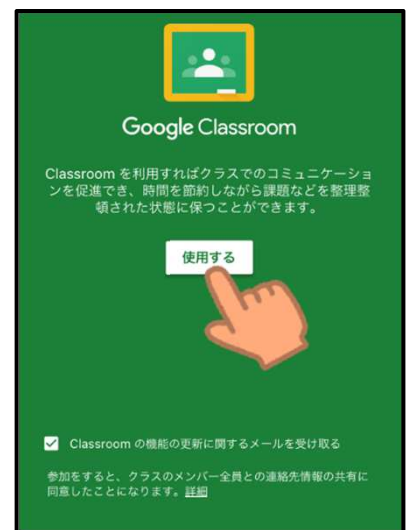 Google Classroom
Classroom を利用すればクラスでのコミュニケーショ
ンを促進でき、時間を節約しながら課題などを整理整
頓された状態に保つことができます。
使用する
Classroom の機能の更新に関するメールを受け取る
参加をすると、クラスのメンバー全員との連絡先情報の共有に
同意したことになります。詳細